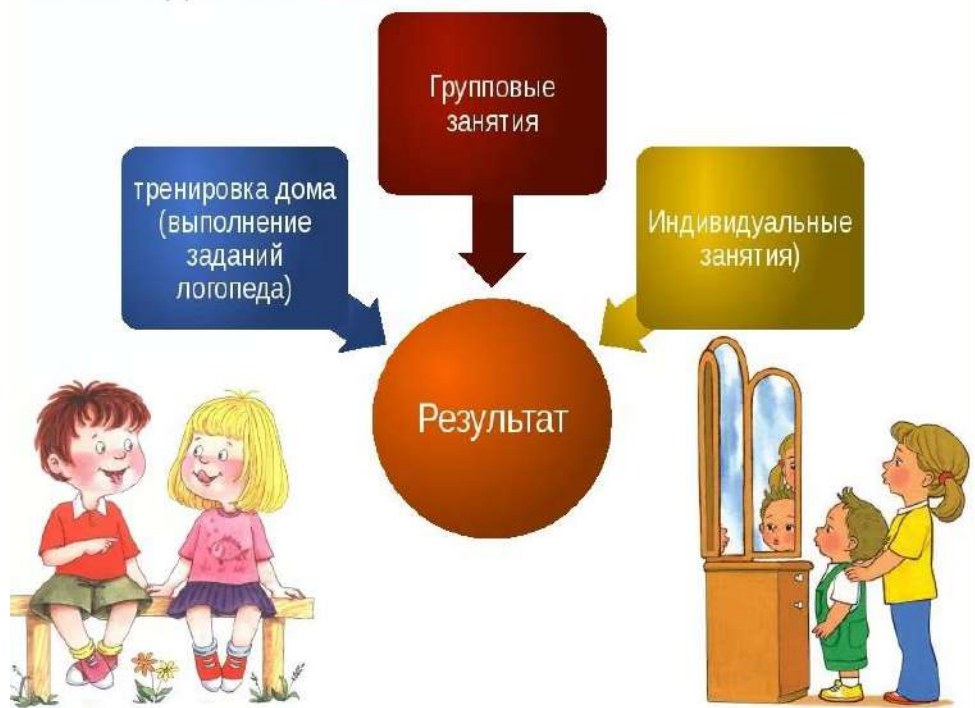 Групповые
занятия
тренировка дома
(выполнение
заданий
логопеда)
Индивидуальные
занятия)
Результат